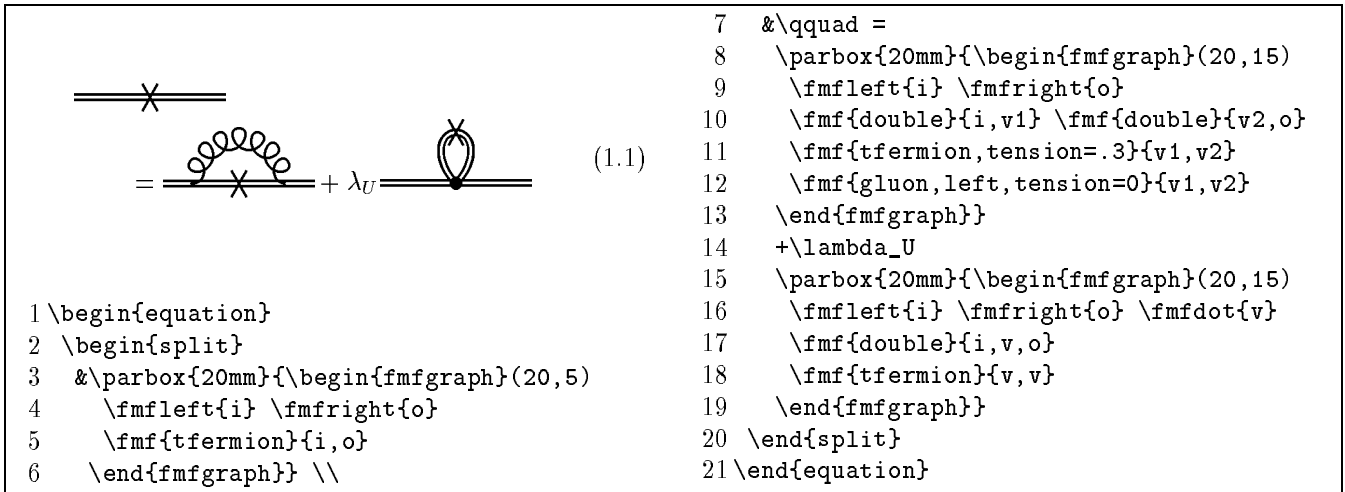 = + λ_U (1.1)
1 \begin{equation}
2 \begin{split}
3 &\parbox{20mm}{\begin{fmfgraph}(20,5)
4 \fmfleft{i} \fmfright{o}
5 \fmf{tfermion}{i,o}
6 \end{fmfgraph}} \\
7 &\qquad =
8 \parbox{20mm}{\begin{fmfgraph}(20,15)
9 \fmfleft{i} \fmfright{o}
10 \fmf{double}{i,v1} \fmf{double}{v2,o}
11 \fmf{tfermion,tension=.3}{v1,v2}
12 \fmf{gluon,left,tension=0}{v1,v2}
13 \end{fmfgraph}}
14 +\lambda_U
15 \parbox{20mm}{\begin{fmfgraph}(20,15)
16 \fmfleft{i} \fmfright{o} \fmfdot{v}
17 \fmf{double}{i,v,o}
18 \fmf{tfermion}{v,v}
19 \end{fmfgraph}}
20 \end{split}
21 \end{equation}